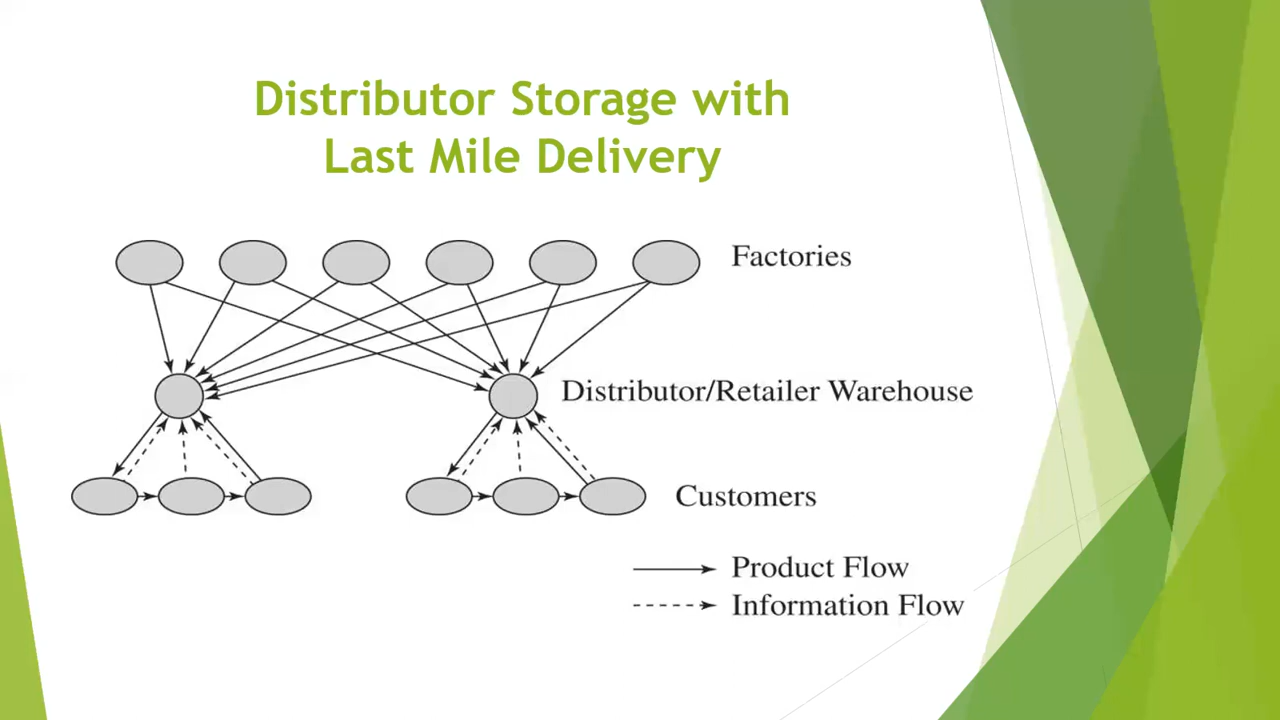 Distributor Storage with
Last Mile Delivery
Factories
Distributor/Retailer Warehouse
Customers
Product Flow
Information Flow